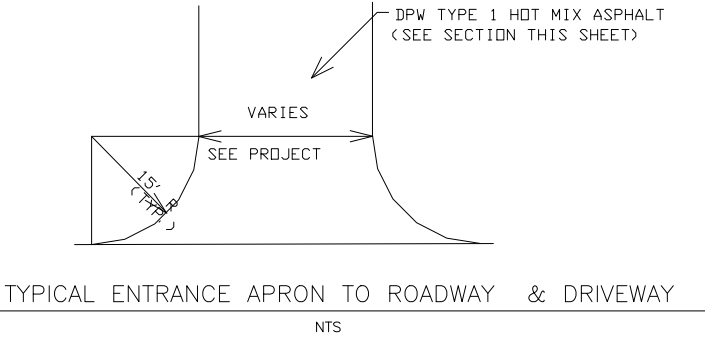 DPW TYPE 1 HOT MIX ASPHALT
(SEE SECTION THIS SHEET)
VARIES
SEE PROJECT
15' R
(TYP.)
TYPICAL ENTRANCE APRON TO ROADWAY & DRIVEWAY
NTS